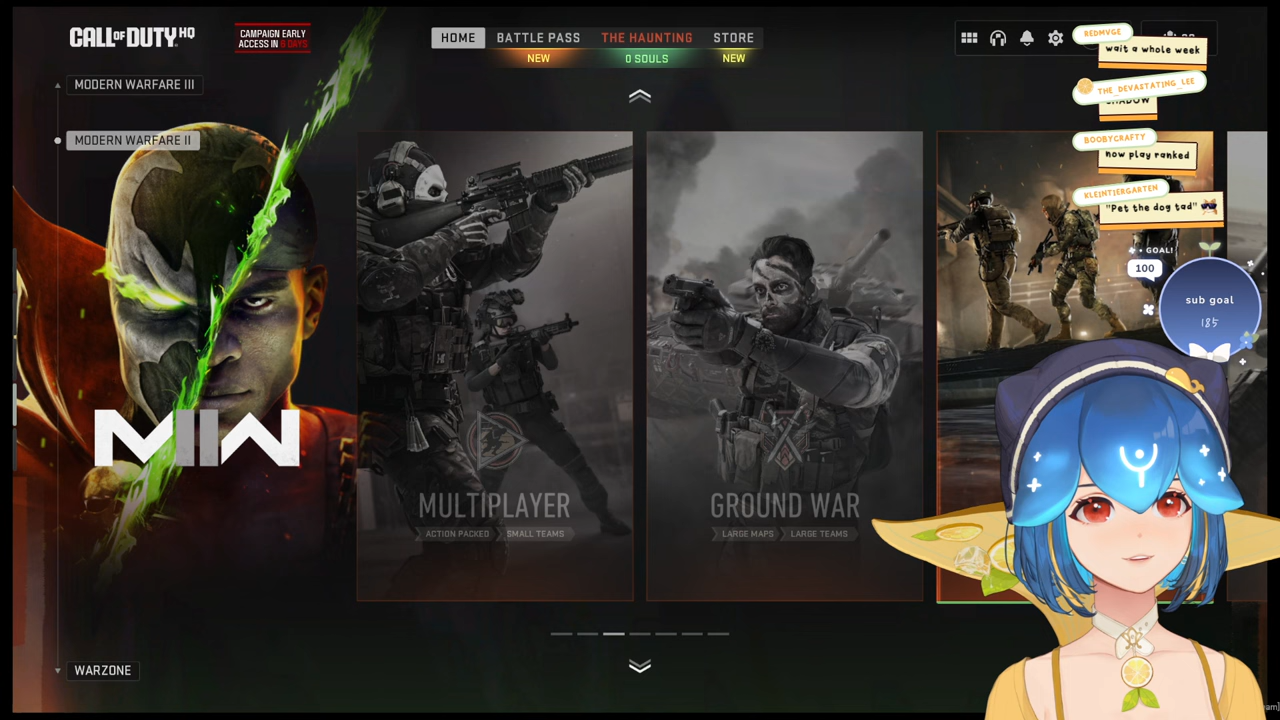 CALL OF DUTY HQ
CAMPAIGN EARLY
ACCESS IN 6 DAYS
HOME
BATTLE PASS
THE HAUNTING
STORE
NEW
0 SOULS
NEW
MODERN WARFARE III
MODERN WARFARE II
MWII
MULTIPLAYER
ACTION PACKED
SMALL TEAMS
GROUND WAR
LARGE MAPS
LARGE TEAMS
WARZONE
REDMVGE
wait a whole week
THE_DEVASTATING_LEE
SHADOW
BOOBYCRAFTY
now play ranked
KLEINTIERGARTEN
"Pet the dog tad"
GOAL!
100
sub goal
185